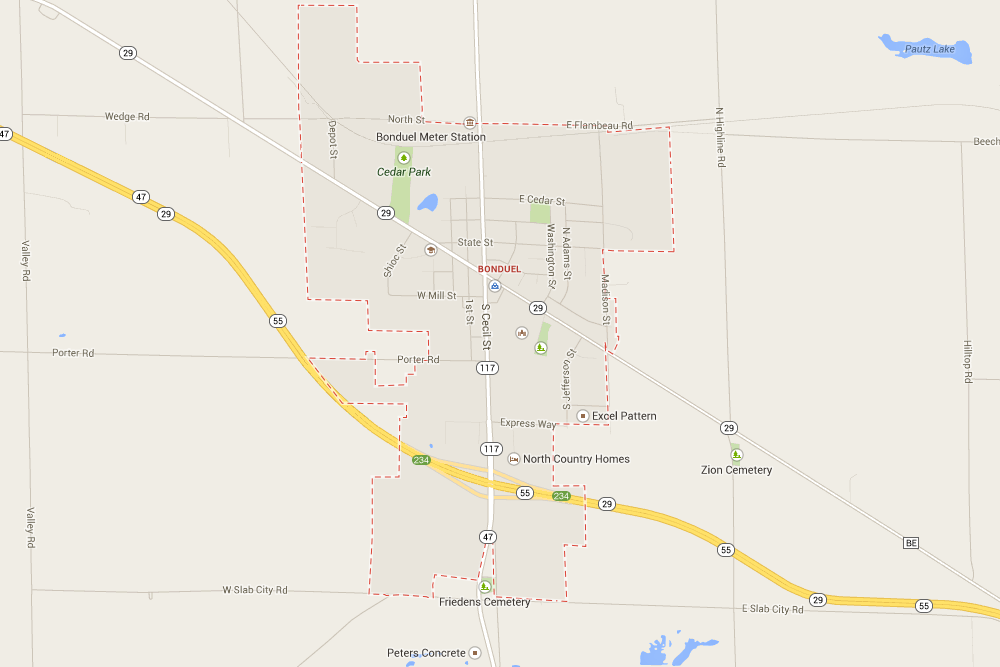 29
Pautz Lake
Wedge Rd
North St
E Flambeau Rd
N Highline Rd
47
Bonduel Meter Station
Depot St
Beech
Cedar Park
47
29
29
E Cedar St
Valley Rd
Shioc St
State St
Washington St
N Adams St
BONDUEL
W Mill St
1st St
S Cecil St
29
Madison St
55
Porter Rd
Porter Rd
117
S Jefferson St
Hilltop Rd
Express Way
Excel Pattern
29
117
234
North Country Homes
Zion Cemetery
55
234
29
Valley Rd
47
55
BE
W Slab City Rd
Friedens Cemetery
E Slab City Rd
29
55
Peters Concrete